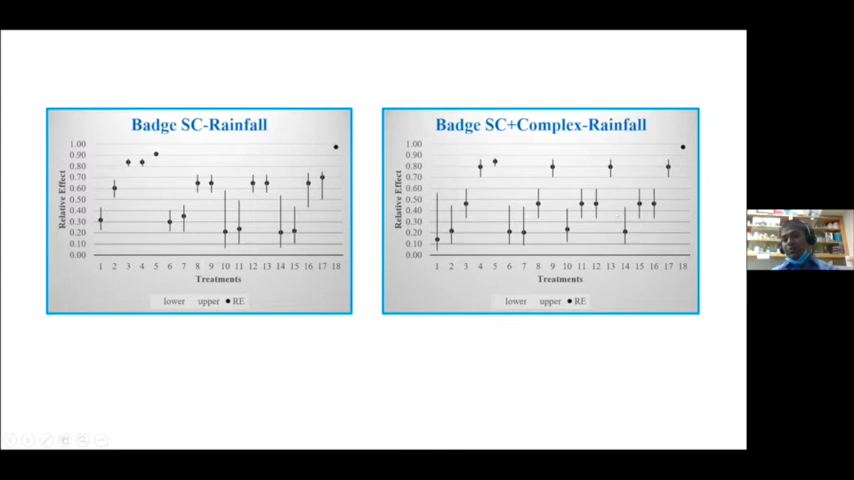 Badge SC-Rainfall
1.00
0.90
0.80
0.70
0.60
0.50
0.40
0.30
0.20
0.10
0.00
Relative Effect
1 2 3 4 5 6 7 8 9 10 11 12 13 14 15 16 17 18
Treatments
lower upper RE
Badge SC+Complex-Rainfall
1.00
0.90
0.80
0.70
0.60
0.50
0.40
0.30
0.20
0.10
0.00
Relative Effect
1 2 3 4 5 6 7 8 9 10 11 12 13 14 15 16 17 18
Treatments
lower upper RE